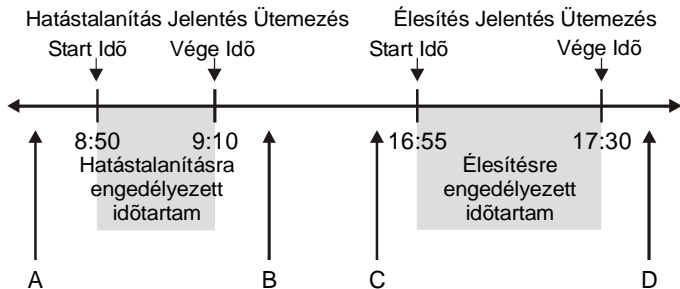 Hatástalanítás Jelentés Ütemezés
Élesítés Jelentés Ütemezés
Start Idõ
Vége Idõ
Start Idõ
Vége Idõ
8:50
9:10
16:55
17:30
Hatástalanításra
engedélyezett
idõtartam
Élesítésre
engedélyezett
idõtartam
A
B
C
D